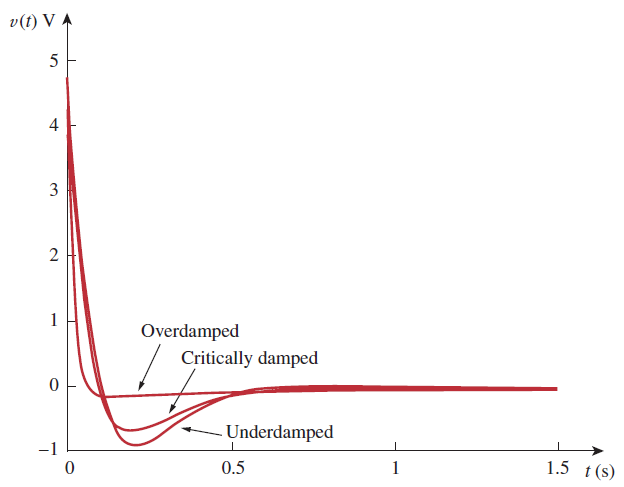 v(t) V
5
4
3
2
1
0
−1
Overdamped
Critically damped
Underdamped
0
0.5
1
1.5
t (s)